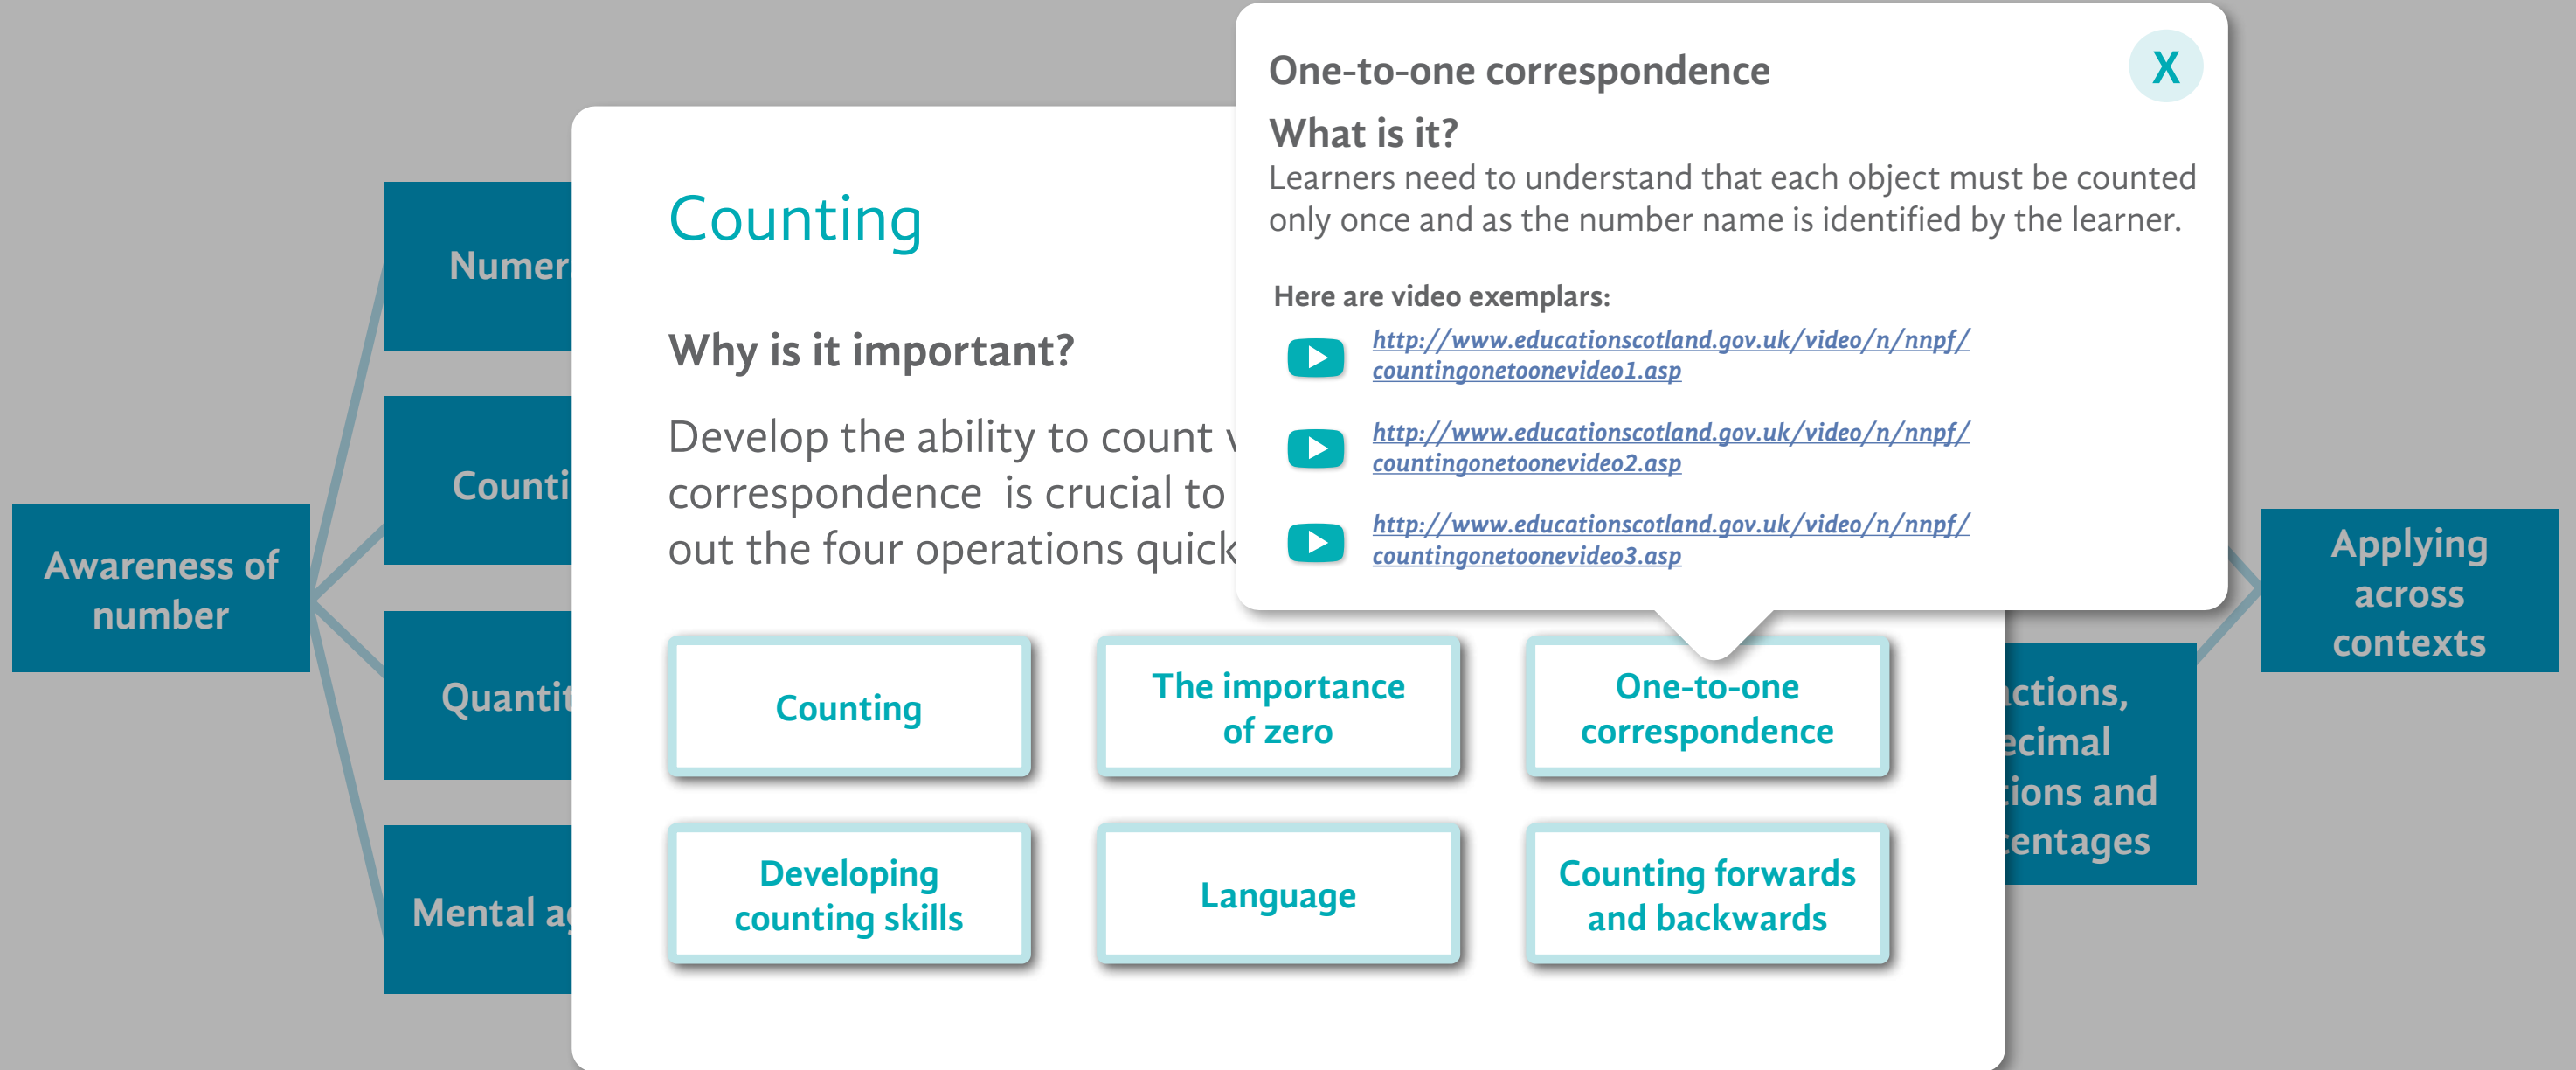 Awareness of
number
Mental
Counting
Why is it important?
Develop the ability to count
correspondence  is crucial to
out the four operations
Counting
The importance
of zero
One-to-one
correspondence
Developing
counting skills
Language
Counting forwards
and backwards
One-to-one correspondence
X
What is it?
Learners need to understand that each object must be counted
only once and as the number name is identified by the learner.
Here are video exemplars:
http://www.educationscotland.gov.uk/video/n/nnpf/
countingonetoonevideo1.asp
http://www.educationscotland.gov.uk/video/n/nnpf/
countingonetoonevideo2.asp
http://www.educationscotland.gov.uk/video/n/nnpf/
countingonetoonevideo3.asp
and
Applying
across
contexts